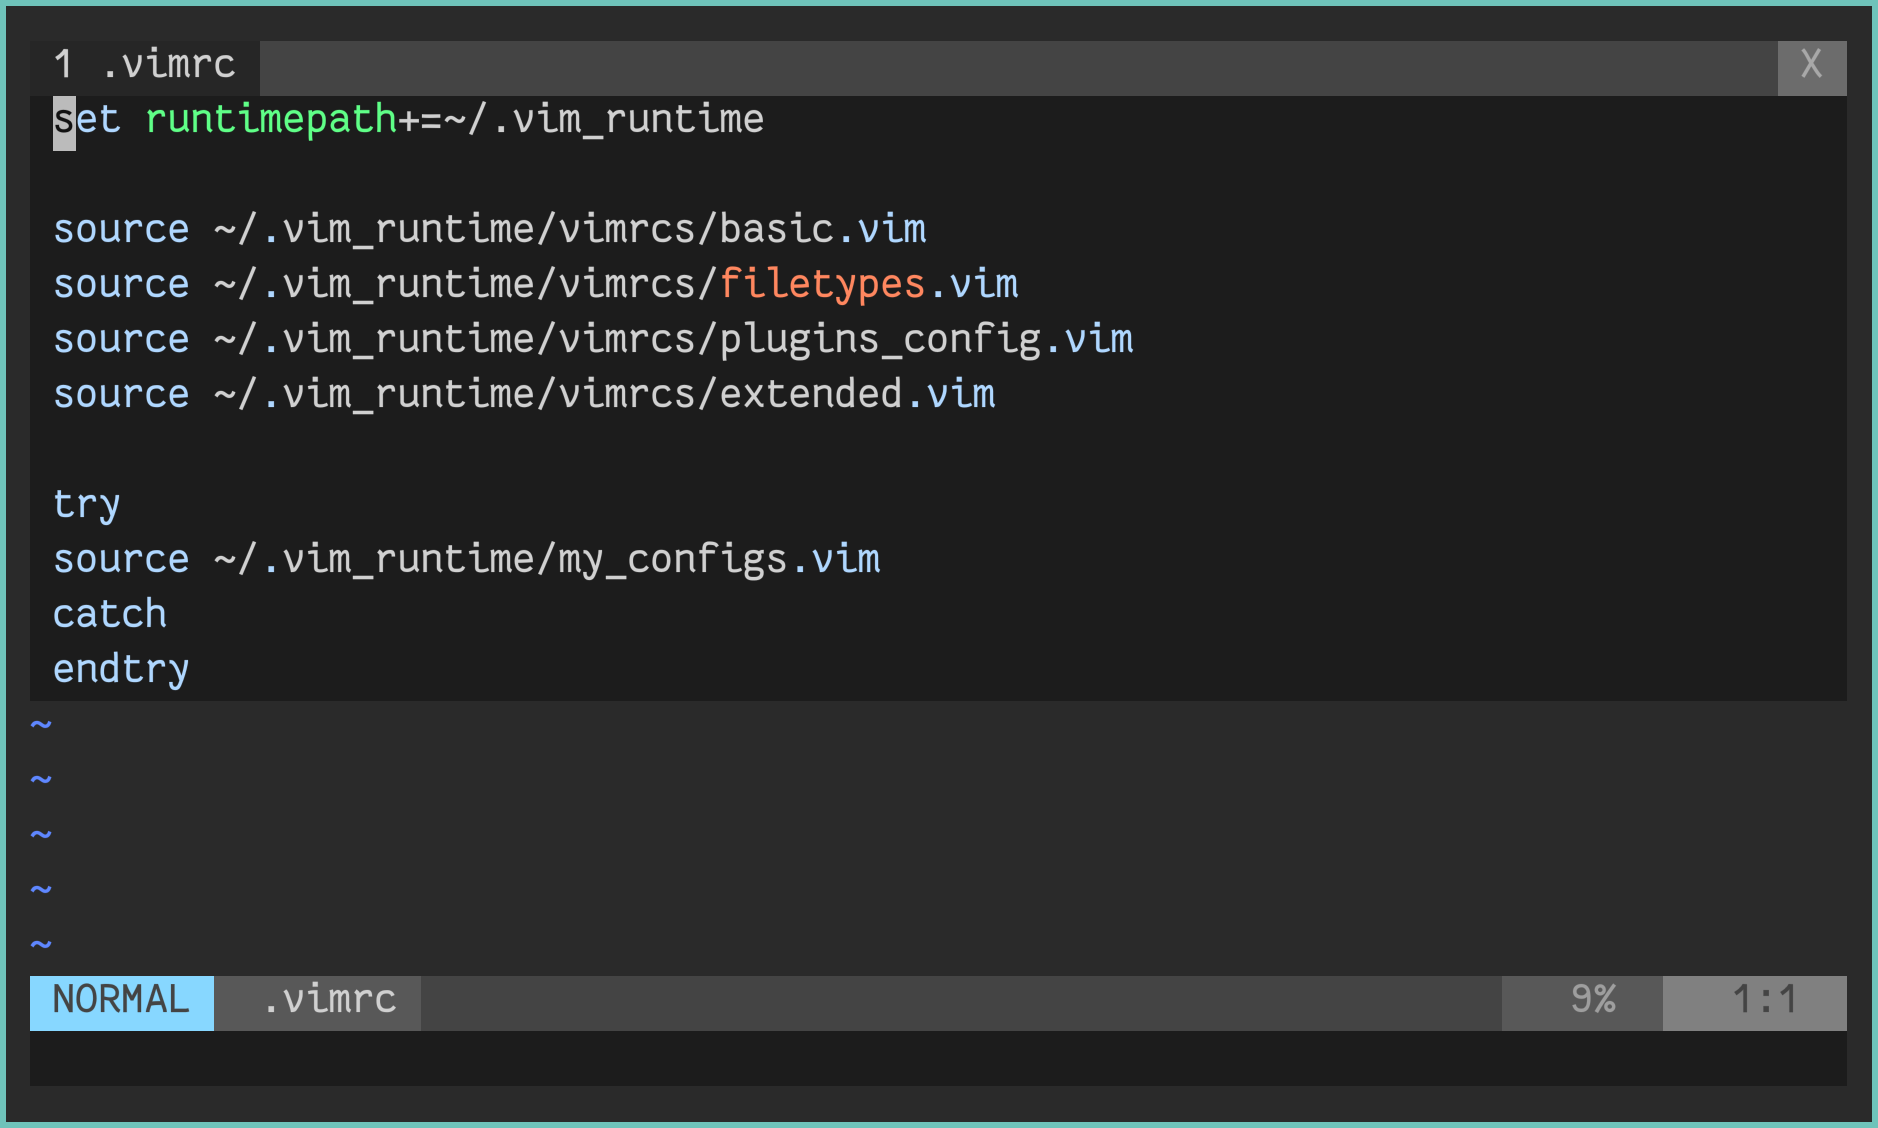 1 .vimrc X
set runtimepath+=~/.vim_runtime
source ~/.vim_runtime/vimrcs/basic.vim
source ~/.vim_runtime/vimrcs/filetypes.vim
source ~/.vim_runtime/vimrcs/plugins_config.vim
source ~/.vim_runtime/vimrcs/extended.vim
try
source ~/.vim_runtime/my_configs.vim
catch
endtry
~
~
~
~
~
NORMAL .vimrc 9% 1:1